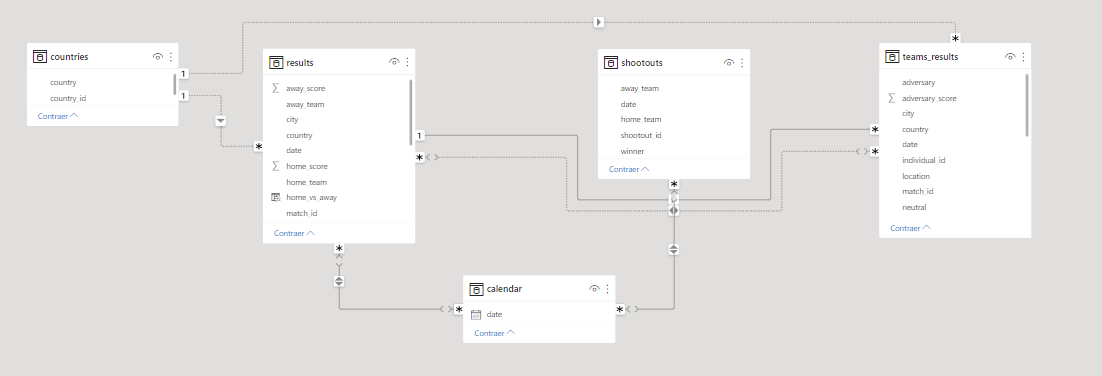 countries
country
country_id
Contraer
1
1
results
away_score
away_team
city
country
date
home_score
home_team
home_vs_away
match_id
Contraer
*
1
*
*
shootouts
away_team
date
home_team
shootout_id
winner
Contraer
*
teams_results
adversary
adversary_score
city
country
date
individual_id
location
match_id
neutral
Contraer
*
*
*
calendar
date
Contraer
*
*